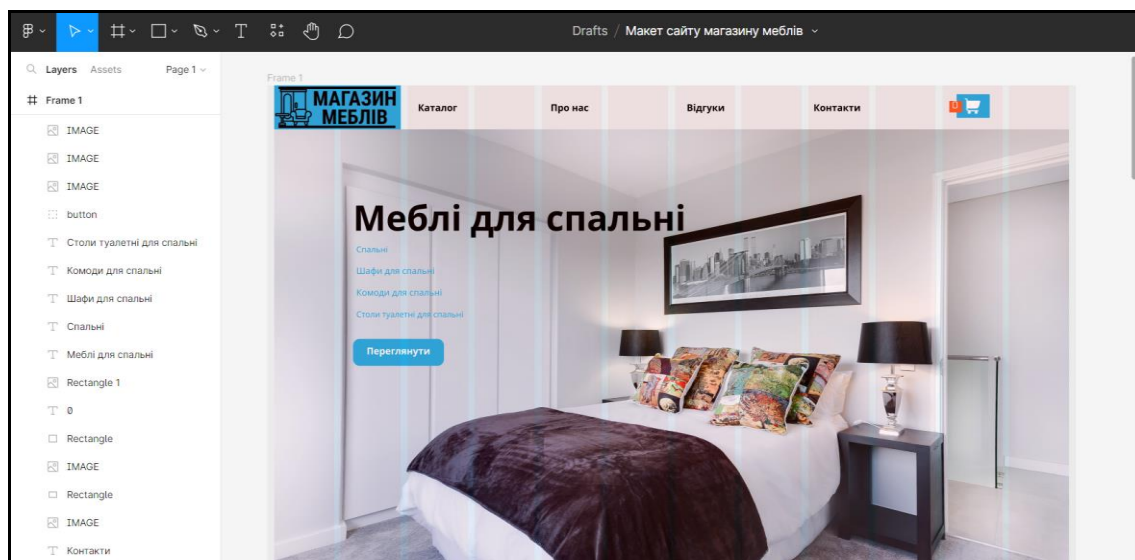 Drafts / Макет сайту магазину меблів
Layers Assets Page 1
Frame 1
IMAGE
IMAGE
IMAGE
button
Столи туалетні для спальні
Комоди для спальні
Шафи для спальні
Спальні
Меблі для спальні
Rectangle 1
0
Rectangle
IMAGE
Rectangle
IMAGE
Контакти
Frame 1
МАГАЗИН
МЕБЛІВ
Каталог Про нас Відгуки Контакти 0
Меблі для спальні
Спальні
Шафи для спальні
Комоди для спальні
Столи туалетні для спальні
Переглянути